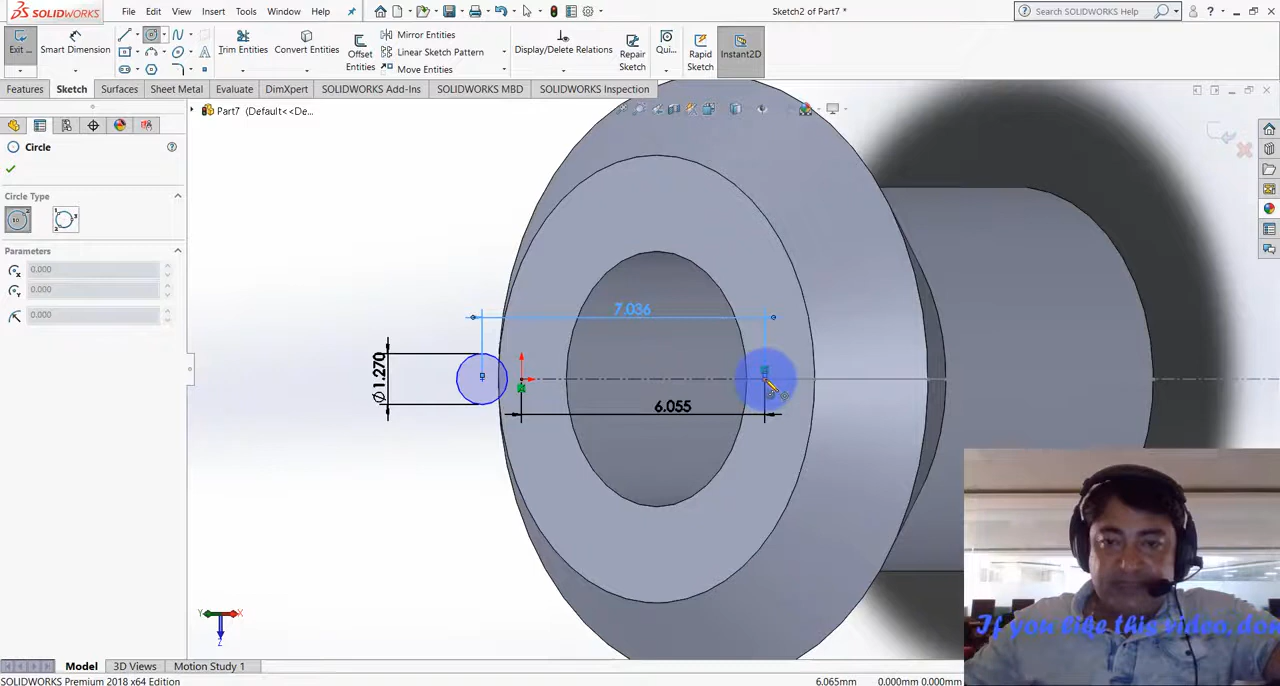 SOLIDWORKS File Edit View Insert Tools Window Help
Sketch2 of Part7 *
Search SOLIDWORKS Help
Exit ...
Smart Dimension
Trim Entities
Convert Entities
Offset Entities
Mirror Entities
Linear Sketch Pattern
Move Entities
Display/Delete Relations
Repair Sketch
Qui...
Rapid Sketch
Instant2D
Features Sketch Surfaces Sheet Metal Evaluate DimXpert SOLIDWORKS Add-Ins SOLIDWORKS MBD SOLIDWORKS Inspection
Part7 (Default<<De...
Circle
Circle Type
Parameters
0.000
0.000
0.000
7.036
Ø1.270
6.055
Y X
Z
If you like this video, don
Model 3D Views Motion Study 1
SOLIDWORKS Premium 2018 x64 Edition
6.065mm 0.000mm 0.000mm